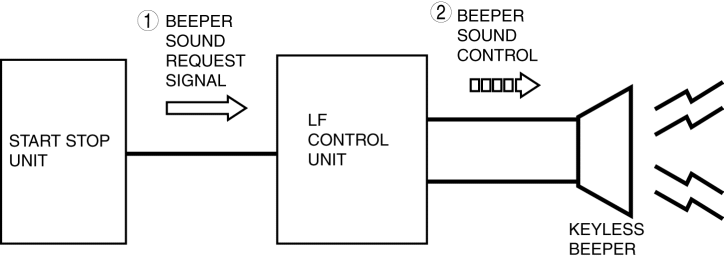 ① BEEPER
SOUND
REQUEST
SIGNAL
② BEEPER
SOUND
CONTROL
START STOP
UNIT
LF
CONTROL
UNIT
KEYLESS
BEEPER